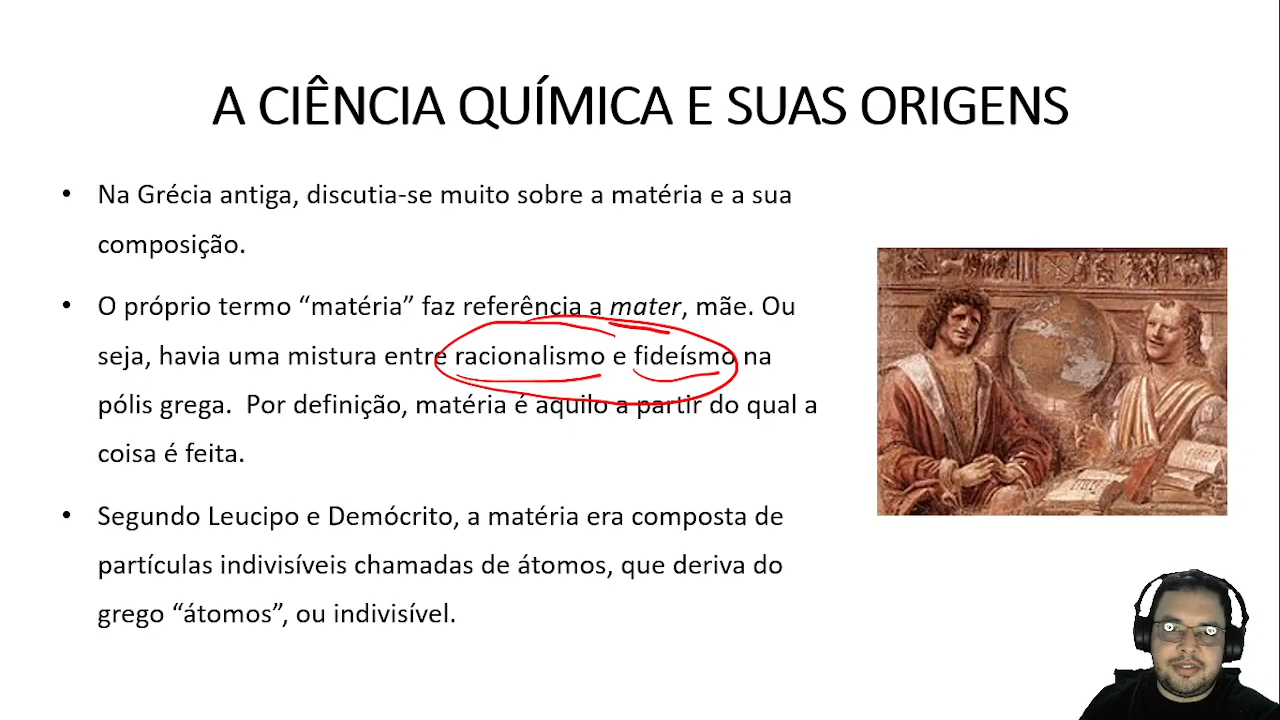 A CIÊNCIA QUÍMICA E SUAS ORIGENS
• Na Grécia antiga, discutia-se muito sobre a matéria e a sua
composição.
• O próprio termo “matéria” faz referência a mater, mãe. Ou
seja, havia uma mistura entre racionalismo e fideísmo na
pólis grega. Por definição, matéria é aquilo a partir do qual a
coisa é feita.
• Segundo Leucipo e Demócrito, a matéria era composta de
partículas indivisíveis chamadas de átomos, que deriva do
grego “átomos”, ou indivisível.